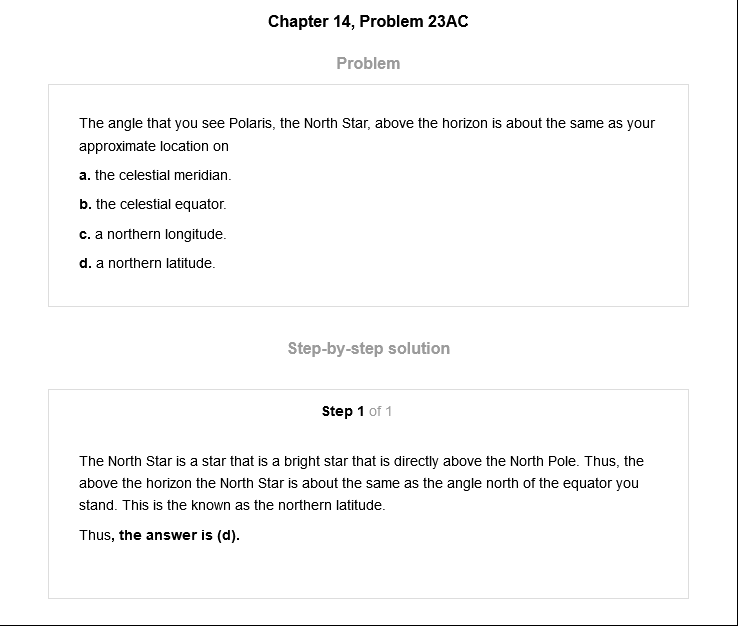 Chapter 14, Problem 23AC
Problem
The angle that you see Polaris, the North Star, above the horizon is about the same as your
approximate location on
a. the celestial meridian.
b. the celestial equator.
c. a northern longitude.
d. a northern latitude.
Step-by-step solution
Step 1 of 1
The North Star is a star that is a bright star that is directly above the North Pole. Thus, the
above the horizon the North Star is about the same as the angle north of the equator you
stand. This is the known as the northern latitude.
Thus, the answer is (d).